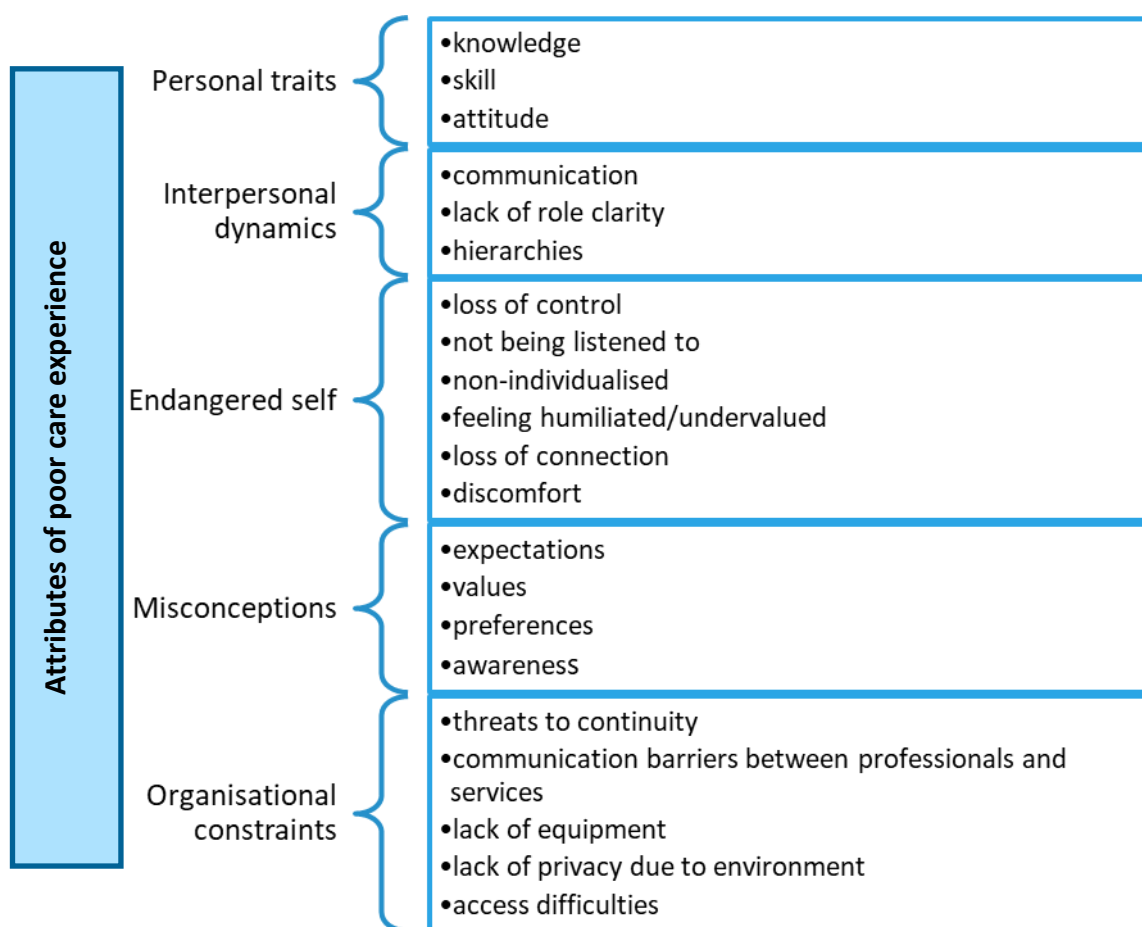 Attributes of poor care experience
Personal traits
•knowledge
•skill
•attitude
Interpersonal
dynamics
•communication
•lack of role clarity
•hierarchies
Endangered self
•loss of control
•not being listened to
•non-individualised
•feeling humiliated/undervalued
•loss of connection
•discomfort
Misconceptions
•expectations
•values
•preferences
•awareness
Organisational
constraints
•threats to continuity
•communication barriers between professionals and
services
•lack of equipment
•lack of privacy due to environment
•access difficulties